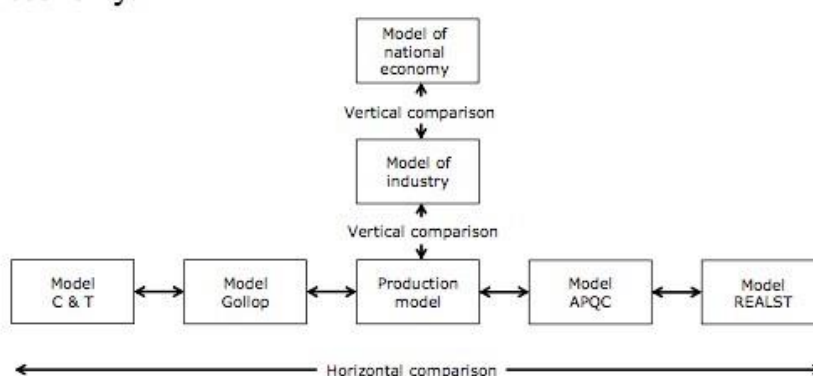 Model of
national
economy
Vertical comparison
Model of
industry
Vertical comparison
Model
C & T
Model
Gollop
Production
model
Model
APQC
Model
REALST
Horizontal comparison